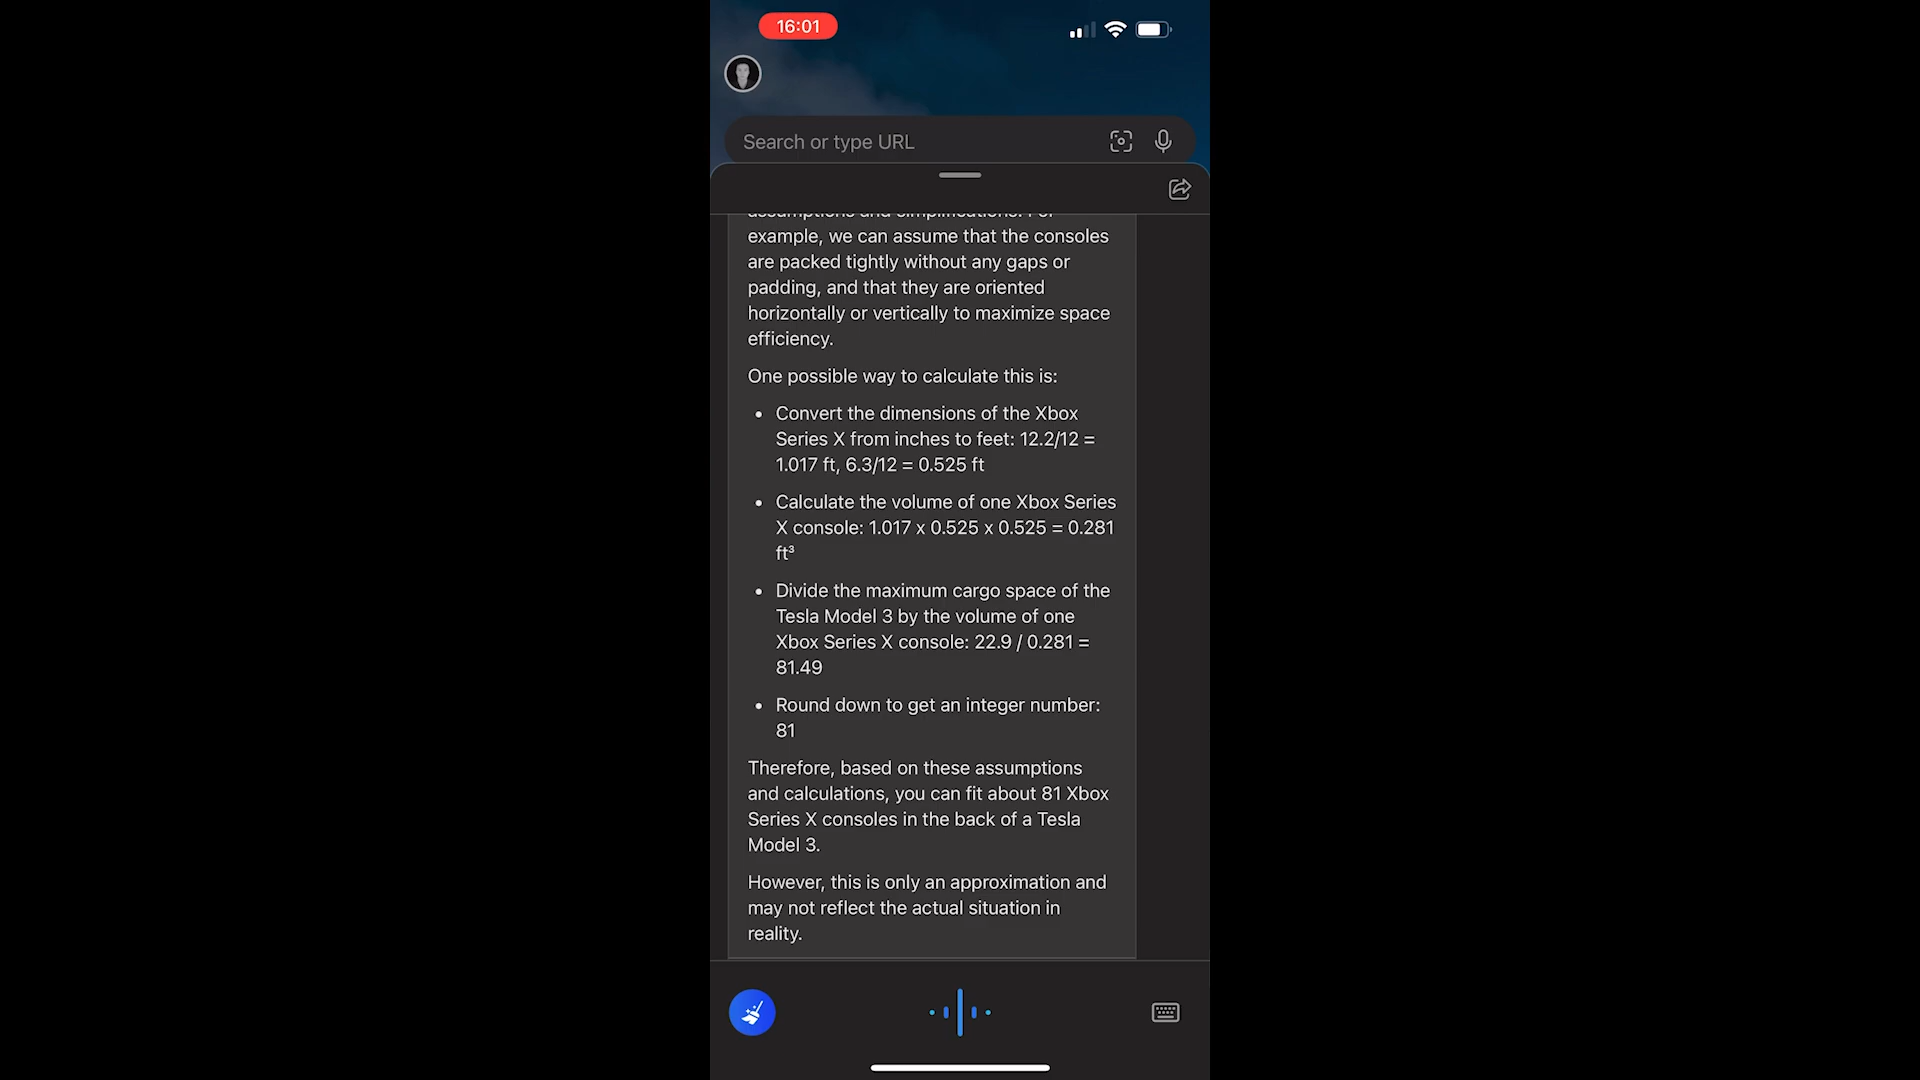 16:01
Search or type URL
assumptions and simplifications. For
example, we can assume that the consoles
are packed tightly without any gaps or
padding, and that they are oriented
horizontally or vertically to maximize space
efficiency.
One possible way to calculate this is:
• Convert the dimensions of the Xbox
Series X from inches to feet: 12.2/12 =
1.017 ft, 6.3/12 = 0.525 ft
• Calculate the volume of one Xbox Series
X console: 1.017 x 0.525 x 0.525 = 0.281
ft³
• Divide the maximum cargo space of the
Tesla Model 3 by the volume of one
Xbox Series X console: 22.9 / 0.281 =
81.49
• Round down to get an integer number:
81
Therefore, based on these assumptions
and calculations, you can fit about 81 Xbox
Series X consoles in the back of a Tesla
Model 3.
However, this is only an approximation and
may not reflect the actual situation in
reality.